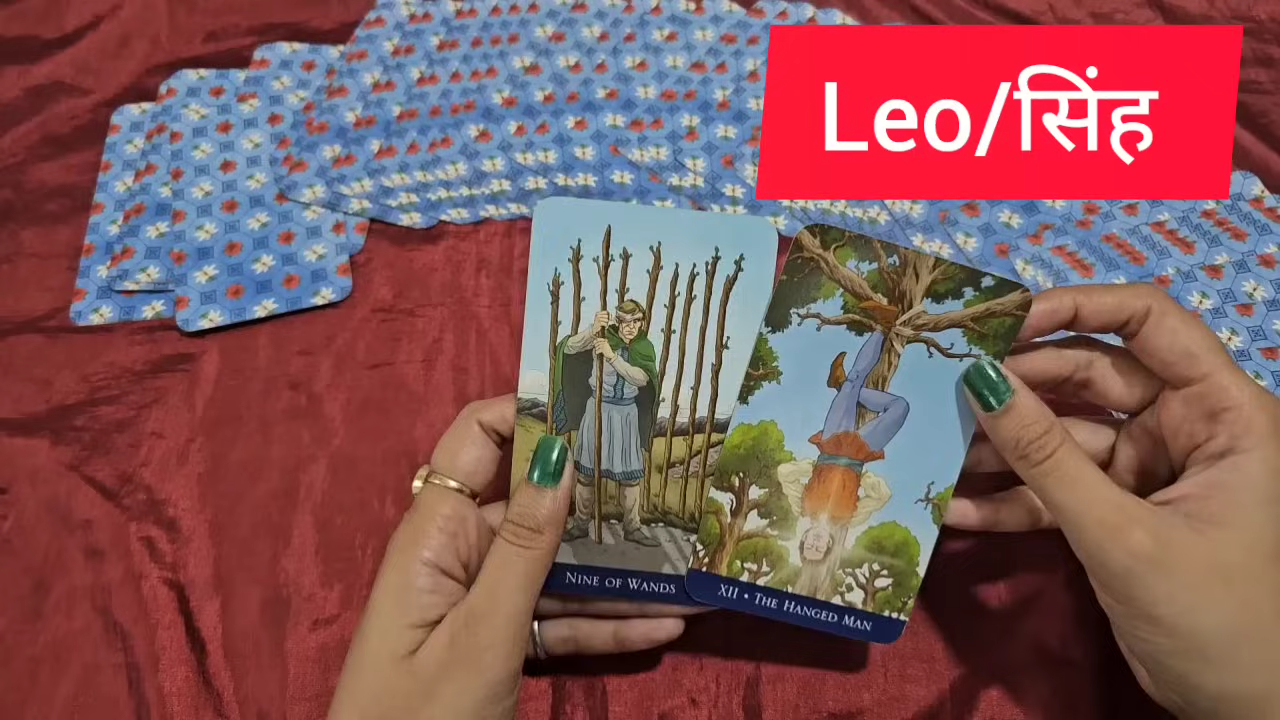 Leo/सिंह
NINE OF WANDS
XII • THE HANGED MAN